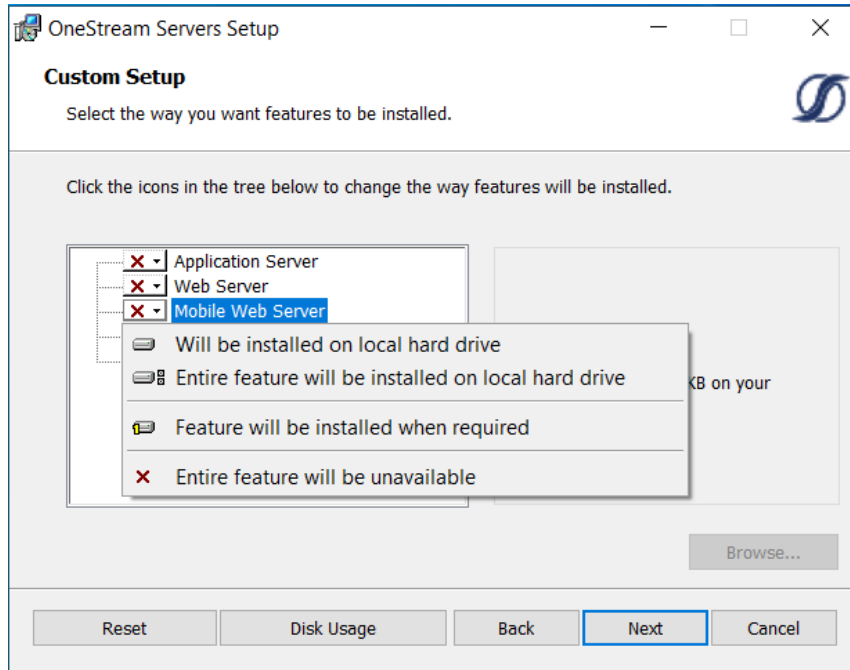 OneStream Servers Setup
Custom Setup
Select the way you want features to be installed.
Click the icons in the tree below to change the way features will be installed.
Application Server
Web Server
Mobile Web Server
Will be installed on local hard drive
Entire feature will be installed on local hard drive
KB on your
Feature will be installed when required
Entire feature will be unavailable
Browse...
Reset Disk Usage Back Next Cancel